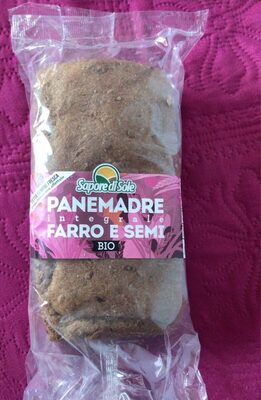 Sapore di Sole
PANEMADRE
integrale
FARRO E SEMI
BIO